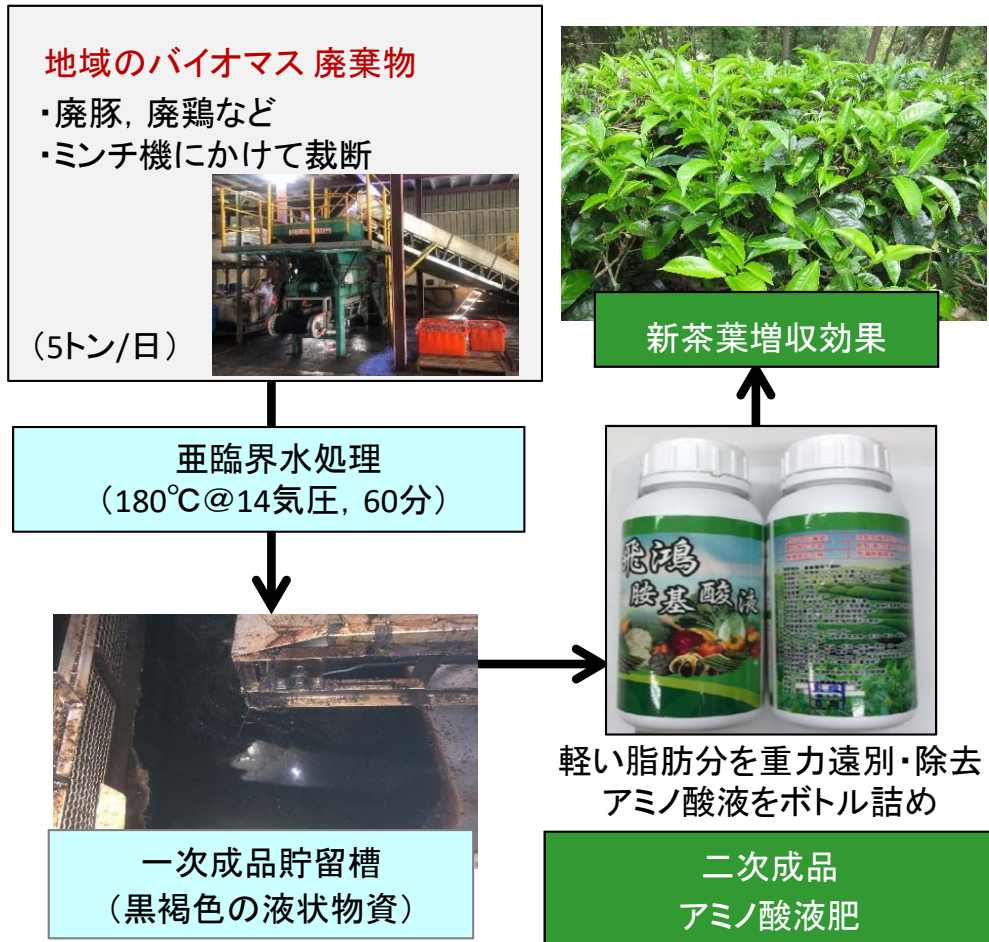 地域のバイオマス 廃棄物
・廃豚，廃鶏など
・ミンチ機にかけて裁断
（5トン/日）
亜臨界水処理
（180℃＠14気圧，60分）
一次成品貯留槽
（黒褐色の液状物資）
新茶葉増収効果
飛鴻
胺基酸液
軽い脂肪分を重力遠別・除去
アミノ酸液をボトル詰め
二次成品
アミノ酸液肥